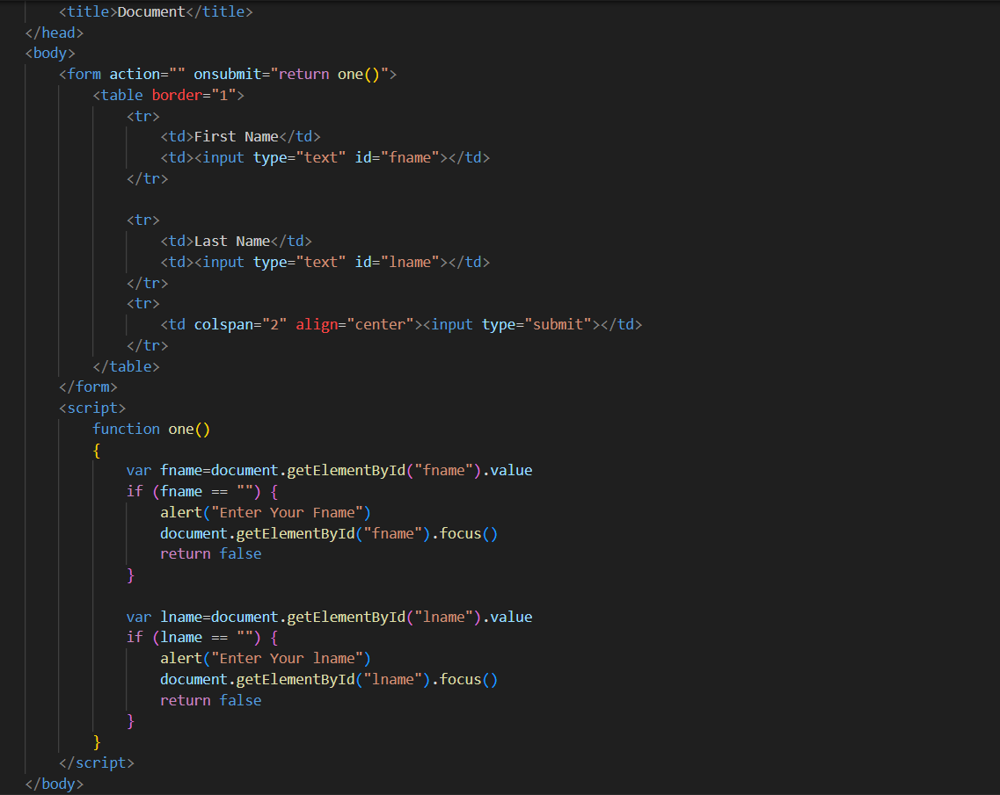 <title>Document</title>
</head>
<body>
<form action="" onsubmit="return one()">
<table border="1">
<tr>
<td>First Name</td>
<td><input type="text" id="fname"></td>
</tr>
<tr>
<td>Last Name</td>
<td><input type="text" id="lname"></td>
</tr>
<tr>
<td colspan="2" align="center"><input type="submit"></td>
</tr>
</table>
</form>
<script>
function one()
{
var fname=document.getElementById("fname").value
if (fname == "") {
alert("Enter Your Fname")
document.getElementById("fname").focus()
return false
}
var lname=document.getElementById("lname").value
if (lname == "") {
alert("Enter Your lname")
document.getElementById("lname").focus()
return false
}
}
</script>
</body>